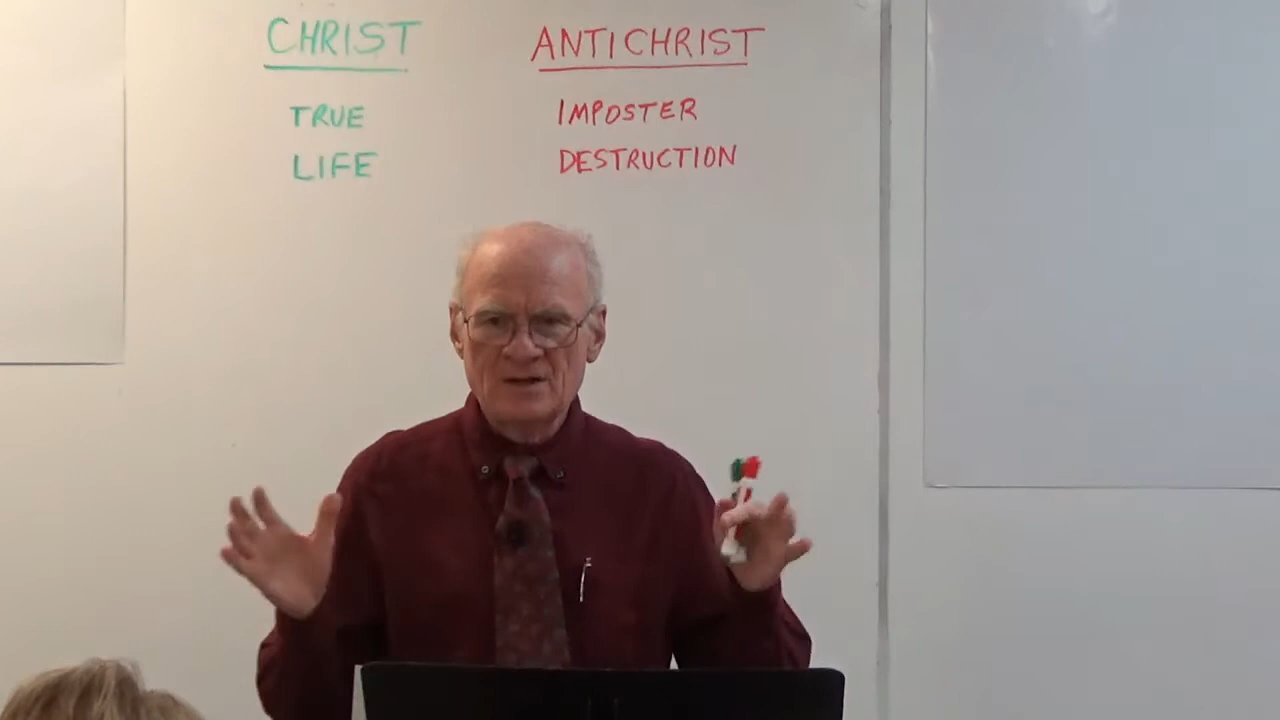 CHRIST
ANTICHRIST
TRUE
IMPOSTER
LIFE
DESTRUCTION